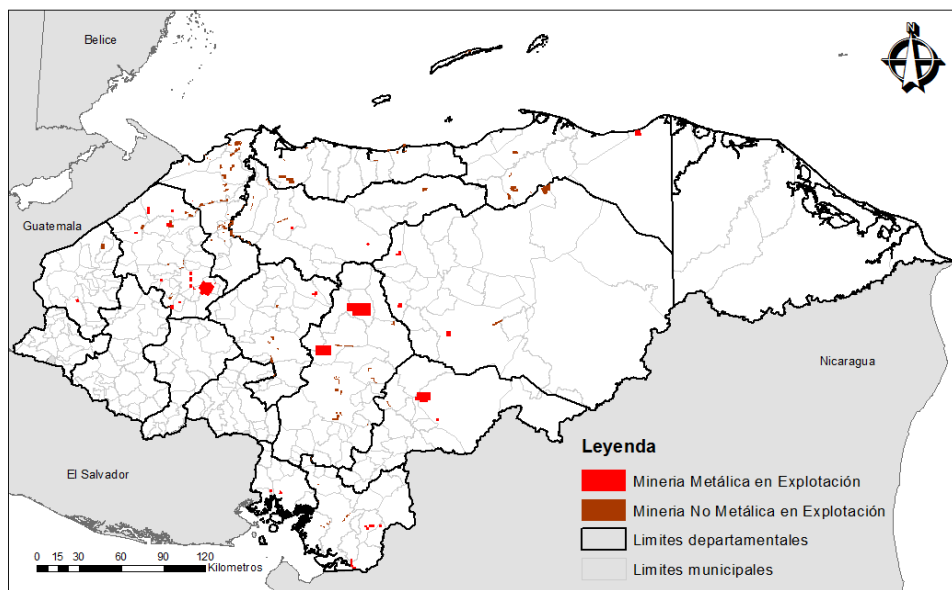 Belice
N
Guatemala
Nicaragua
El Salvador
Leyenda
Mineria Metálica en Explotación
Mineria No Metálica en Explotación
Limites departamentales
Limites municipales
0 15 30 60 90 120
Kilometros